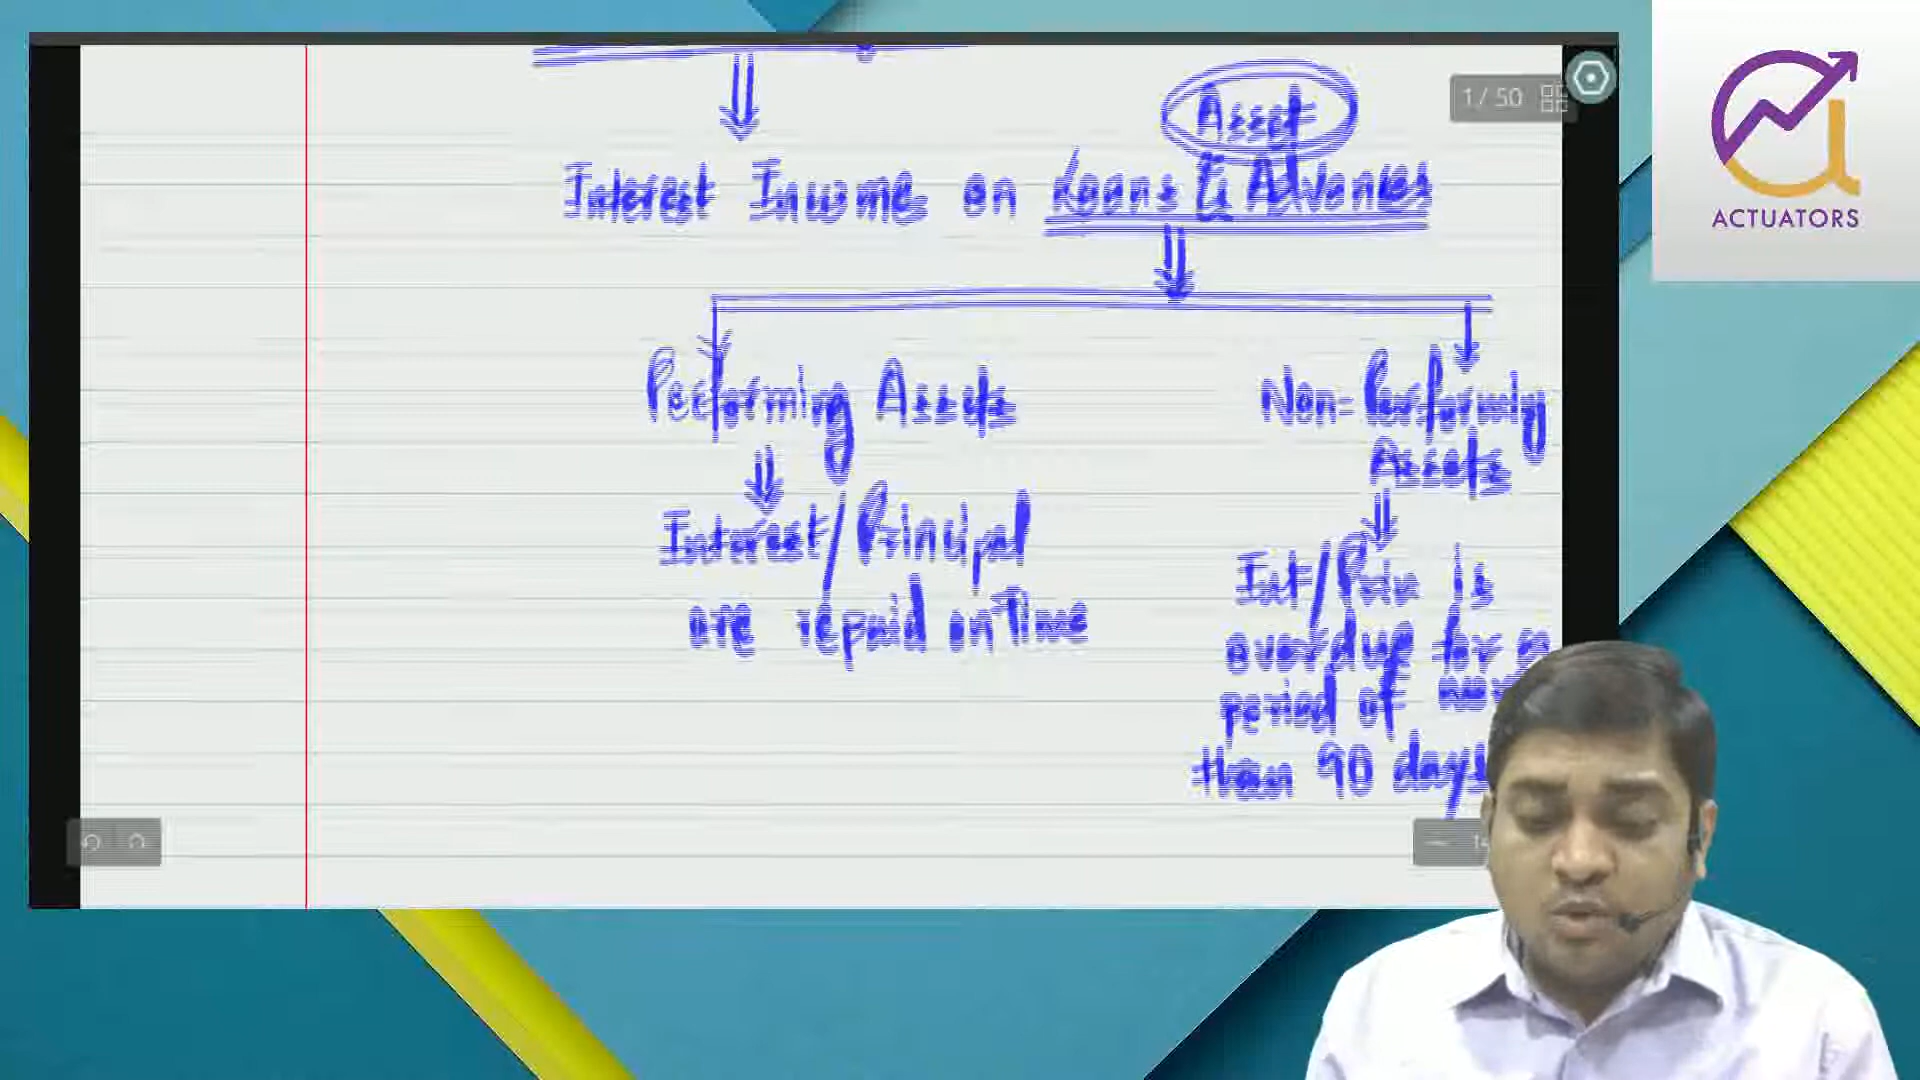 Asset
1/50
ACTUATORS
Interest Income on Loans & Advances
Performing Assets
Non-Performing
Assets
Interest/Principal
are repaid on Time
Int/Prin is
overdue for a
period of
than 90 days